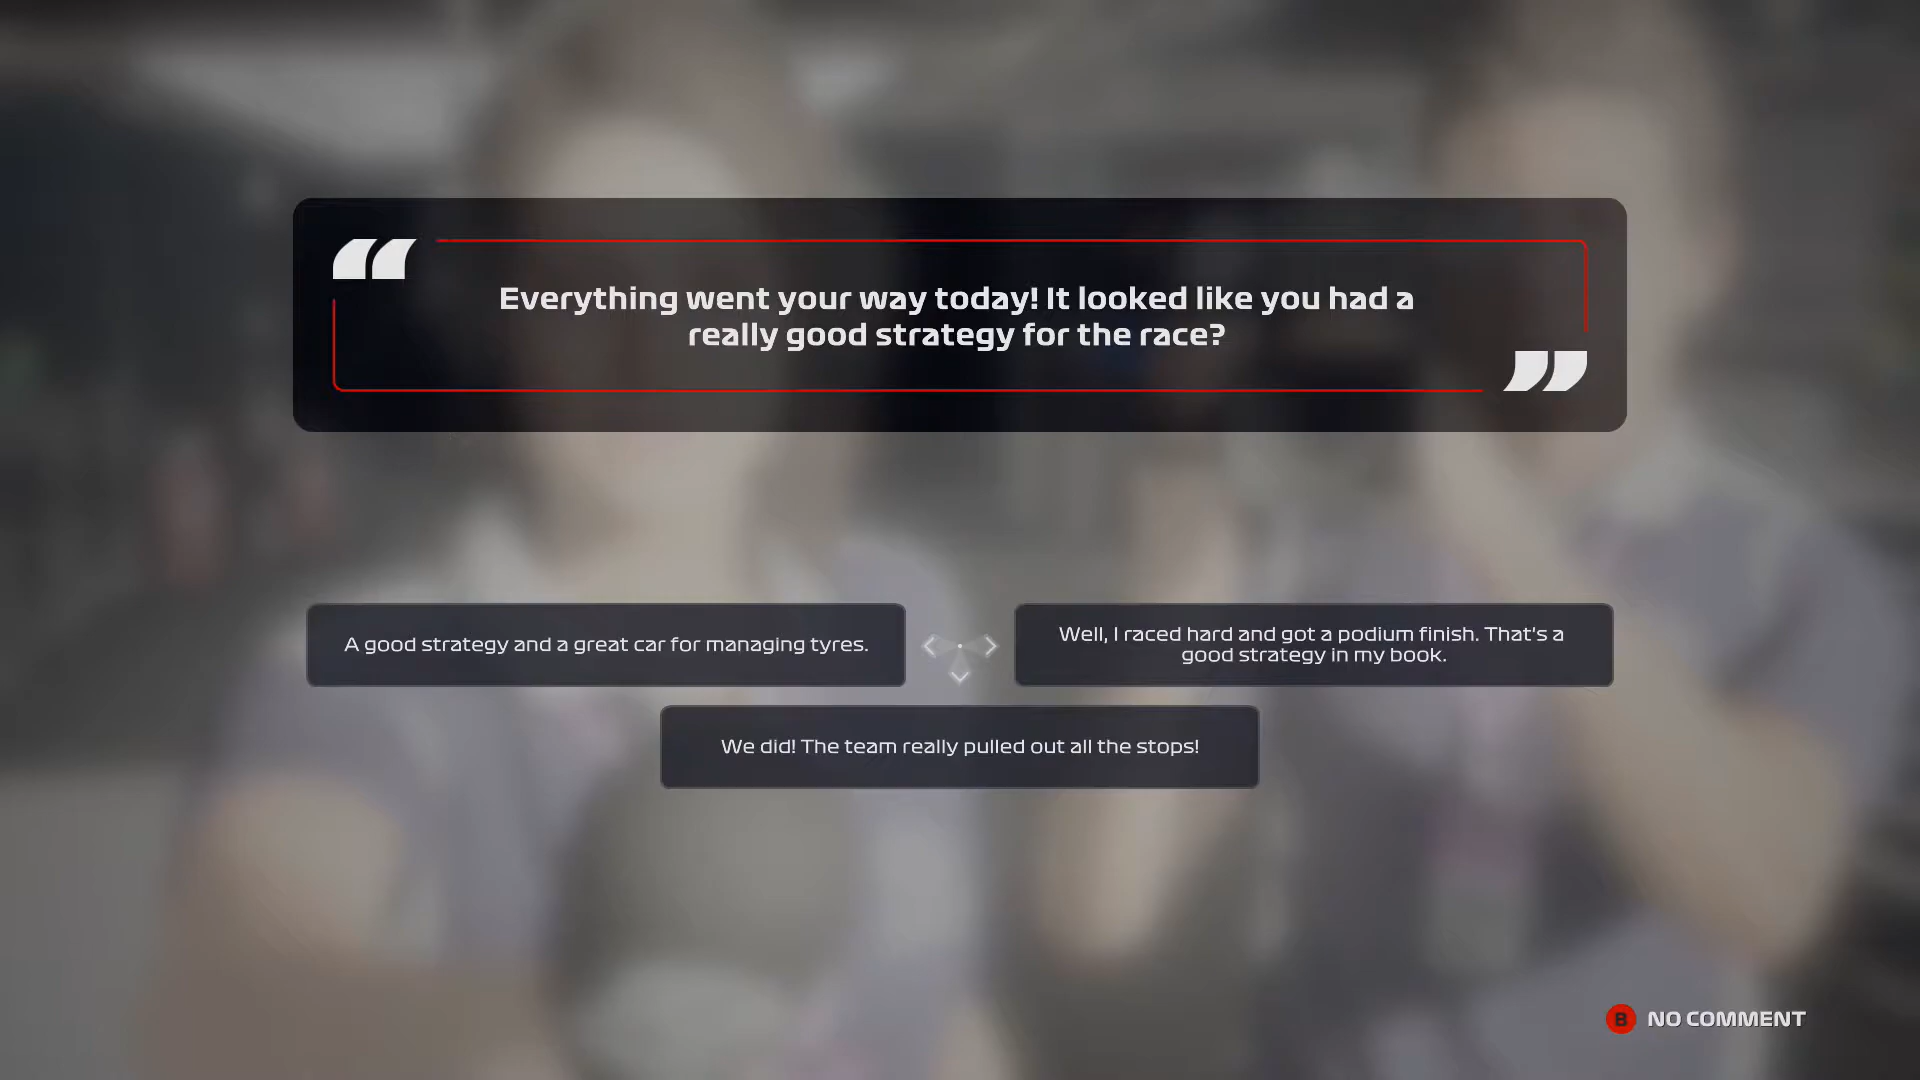 Everything went your way today! It looked like you had a
really good strategy for the race?
A good strategy and a great car for managing tyres.
Well, I raced hard and got a podium finish. That's a
good strategy in my book.
We did! The team really pulled out all the stops!
B NO COMMENT